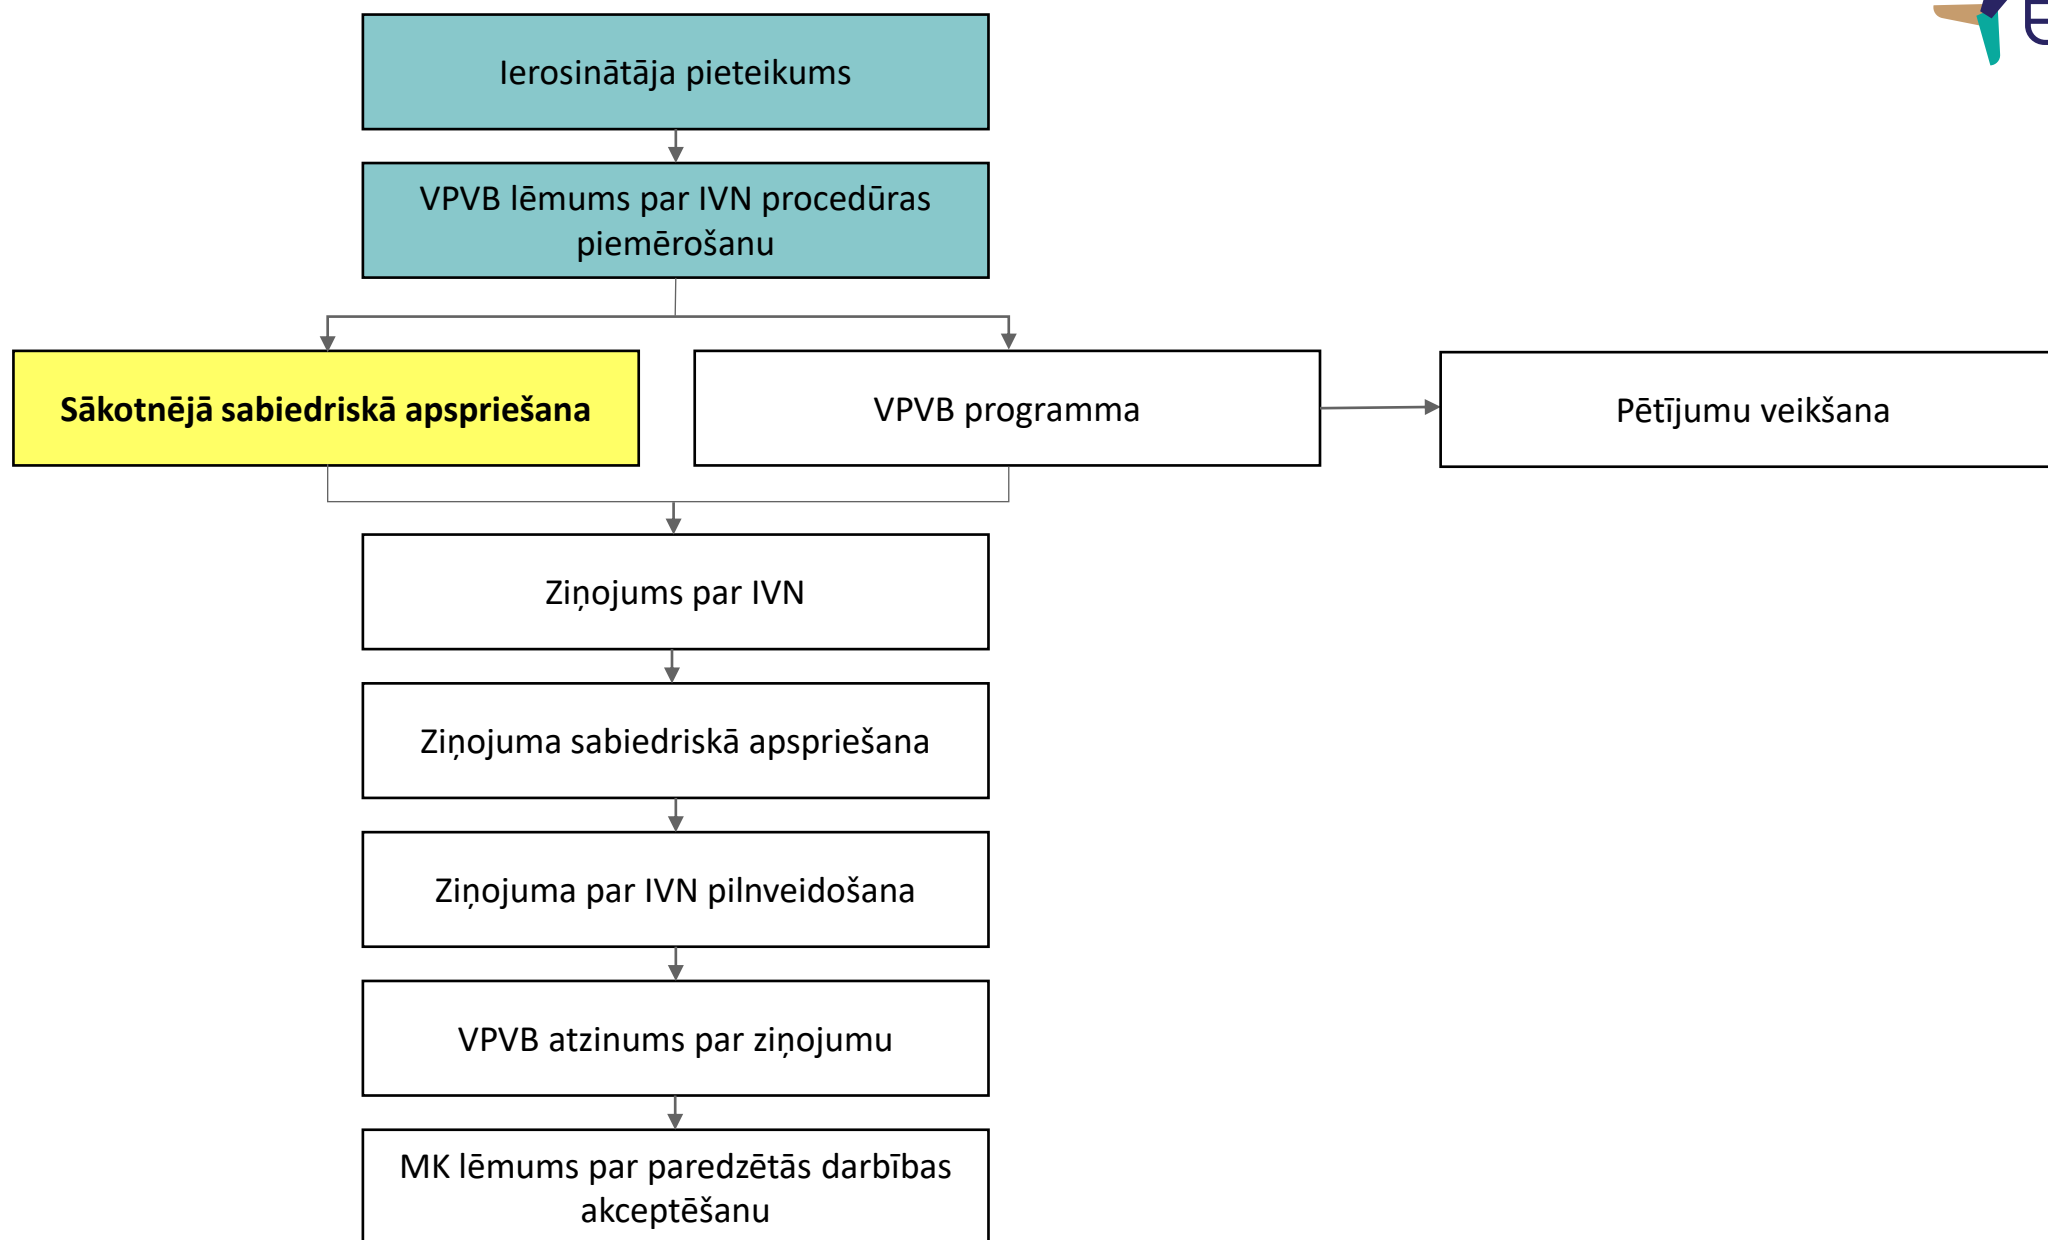 Ierosinātāja pieteikums
VPVB lēmums par IVN procedūras
piemērošanu
Sākotnējā sabiedriskā apspriešana
VPVB programma
Pētījumu veikšana
Ziņojums par IVN
Ziņojuma sabiedriskā apspriešana
Ziņojuma par IVN pilnveidošana
VPVB atzinums par ziņojumu
MK lēmums par paredzētās darbības
akceptēšanu